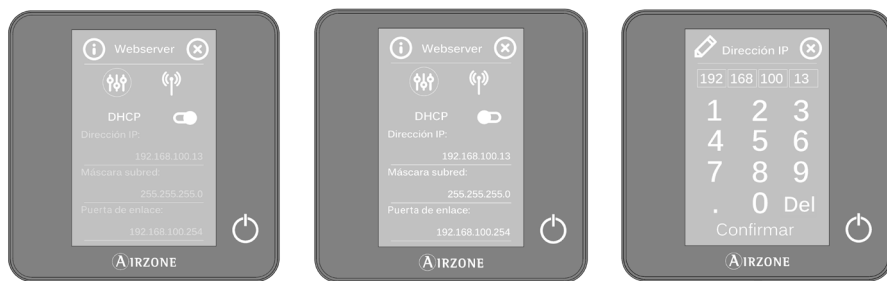 Webserver
DHCP
Dirección IP:
192.168.100.13
Máscara subred:
255.255.255.0
Puerta de enlace:
192.168.100.254
AIRZONE
Webserver
DHCP
Dirección IP:
192.168.100.13
Máscara subred:
255.255.255.0
Puerta de enlace:
192.168.100.254
AIRZONE
Dirección IP
192 168 100 13
1 2 3
4 5 6
7 8 9
. 0 Del
Confirmar
AIRZONE